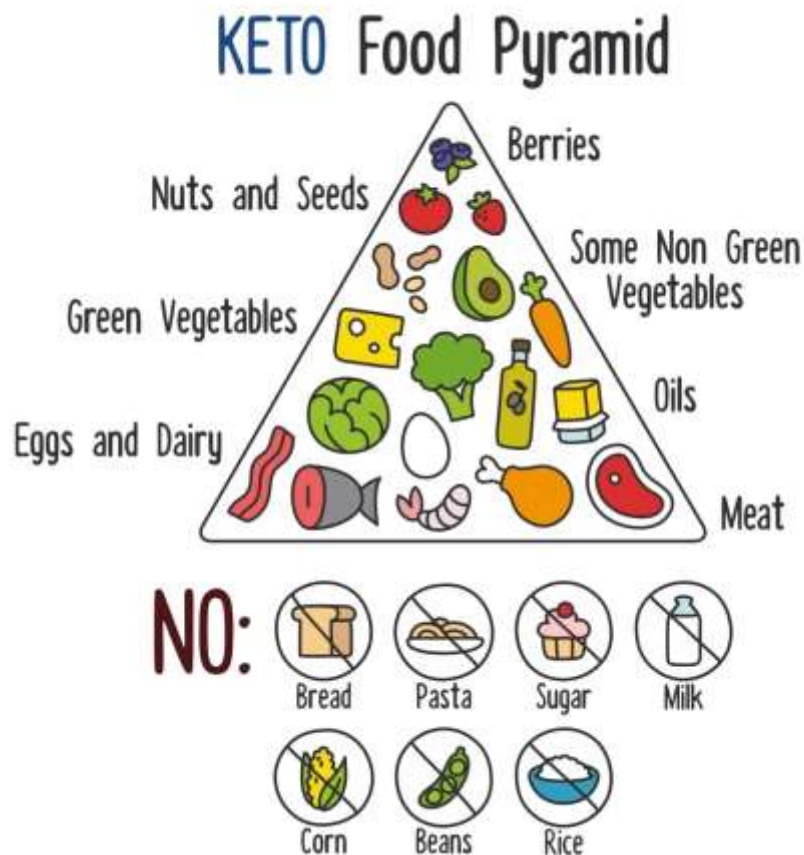 KETO Food Pyramid
Berries
Nuts and Seeds
Some Non Green
Vegetables
Green Vegetables
Oils
Eggs and Dairy
Meat
NO:
Bread
Pasta
Sugar
Milk
Corn
Beans
Rice